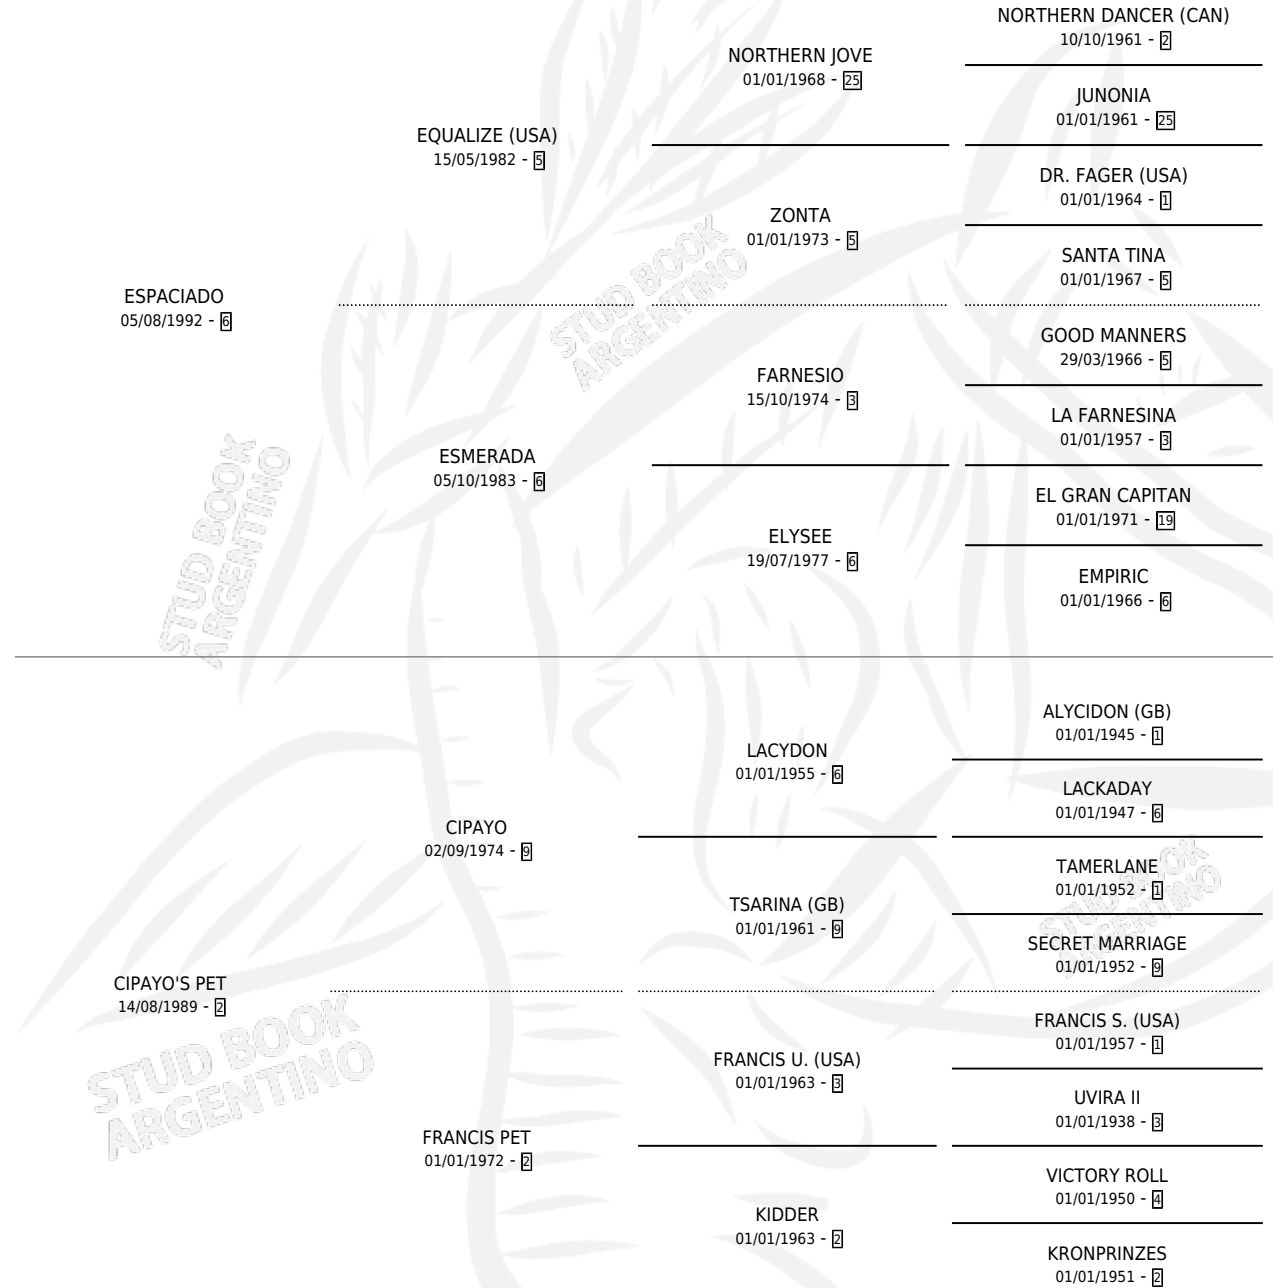 NORTHERN DANCER (CAN)
10/10/1961 - 2
NORTHERN JOVE
01/01/1968 - 25
JUNONIA
01/01/1961 - 25
EQUALIZE (USA)
15/05/1982 - 5
DR. FAGER (USA)
01/01/1964 - 1
ZONTA
01/01/1973 - 5
SANTA TINA
01/01/1967 - 5
ESPACIADO
05/08/1992 - 6
GOOD MANNERS
29/03/1966 - 5
FARNESIO
15/10/1974 - 3
LA FARNESINA
01/01/1957 - 3
ESMERADA
05/10/1983 - 6
EL GRAN CAPITAN
01/01/1971 - 19
ELYSEE
19/07/1977 - 6
EMPIRIC
01/01/1966 - 6
STUD BOOK
ARGENTINO
STUD BOOK
ARGENTINO
ALYCIDON (GB)
01/01/1945 - 1
LACYDON
01/01/1955 - 6
LACKADAY
01/01/1947 - 6
CIPAYO
02/09/1974 - 9
TAMERLANE
01/01/1952 - 1
TSARINA (GB)
01/01/1961 - 9
SECRET MARRIAGE
01/01/1952 - 9
CIPAYO'S PET
14/08/1989 - 2
FRANCIS S. (USA)
01/01/1957 - 1
FRANCIS U. (USA)
01/01/1963 - 3
UVIRA II
01/01/1938 - 3
FRANCIS PET
01/01/1972 - 2
VICTORY ROLL
01/01/1950 - 4
KIDDER
01/01/1963 - 2
KRONPRINZES
01/01/1951 - 2
STUD BOOK
ARGENTINO
STUD BOOK
ARGENTINO